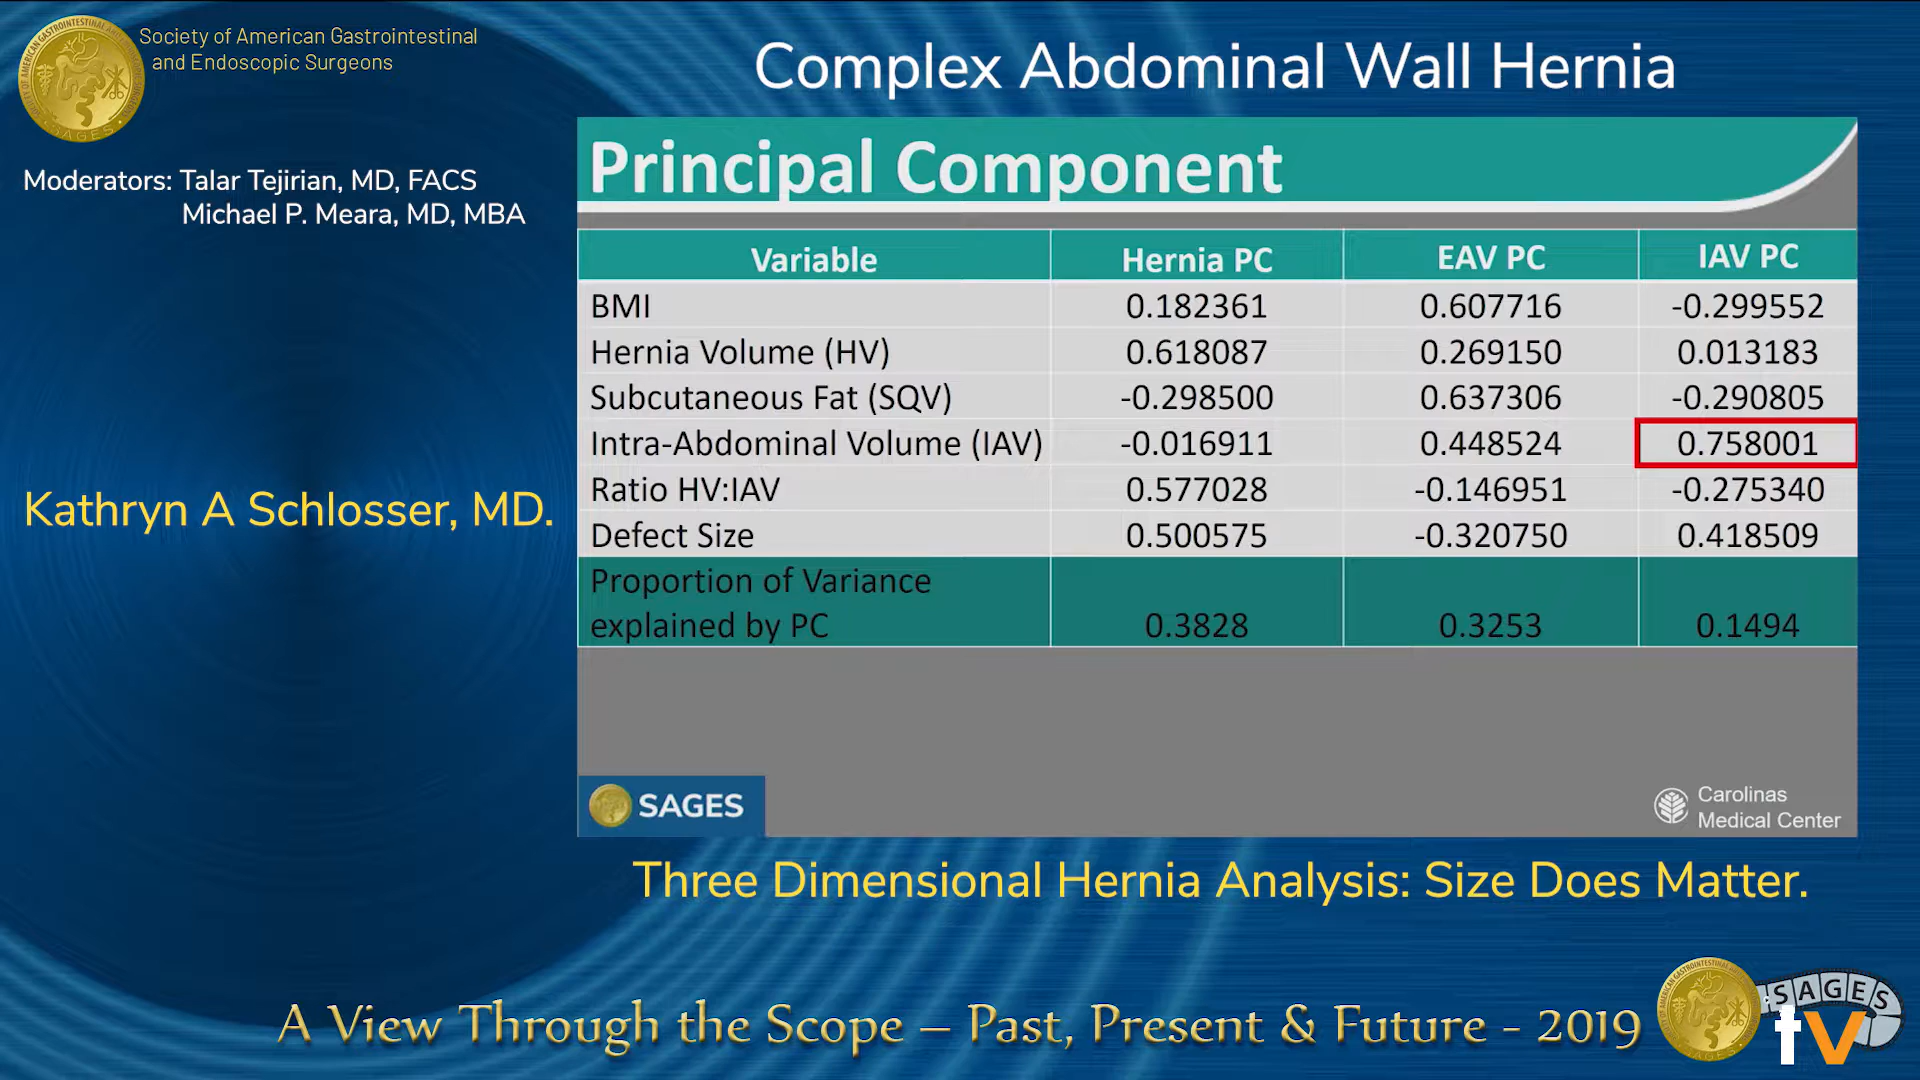 Society of American Gastrointestinal
and Endoscopic Surgeons
Complex Abdominal Wall Hernia
Moderators: Talar Tejirian, MD, FACS
Michael P. Meara, MD, MBA
Kathryn A Schlosser, MD.
Principal Component
Variable Hernia PC EAV PC IAV PC
BMI 0.182361 0.607716 -0.299552
Hernia Volume (HV) 0.618087 0.269150 0.013183
Subcutaneous Fat (SQV) -0.298500 0.637306 -0.290805
Intra-Abdominal Volume (IAV) -0.016911 0.448524 0.758001
Ratio HV:IAV 0.577028 -0.146951 -0.275340
Defect Size 0.500575 -0.320750 0.418509
Proportion of Variance
explained by PC 0.3828 0.3253 0.1494
SAGES
Carolinas
Medical Center
Three Dimensional Hernia Analysis: Size Does Matter.
A View Through the Scope – Past, Present & Future - 2019
SAGES
tv